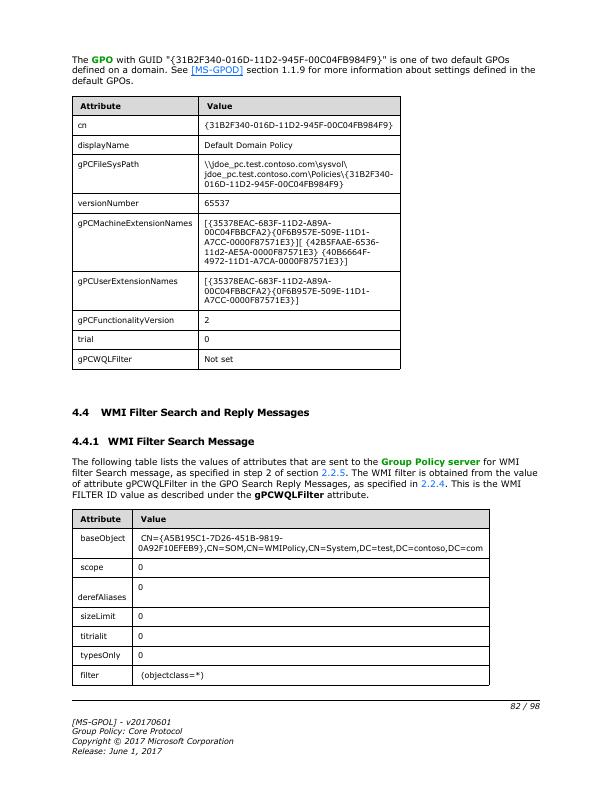 The GPO with GUID "{31B2F340-016D-11D2-945F-00C04FB984F9}" is one of two default GPOs
defined on a domain. See [MS-GPOD] section 1.1.9 for more information about settings defined in the
default GPOs.
Attribute Value
cn {31B2F340-016D-11D2-945F-00C04FB984F9}
displayName Default Domain Policy
gPCFileSysPath \\jdoe_pc.test.contoso.com\sysvol\
jdoe_pc.test.contoso.com\Policies\{31B2F340-
016D-11D2-945F-00C04FB984F9}
versionNumber 65537
gPCMachineExtensionNames [{35378EAC-683F-11D2-A89A-
00C04FBBCFA2}{0F6B957E-509E-11D1-
A7CC-0000F87571E3}][ {42B5FAAE-6536-
11d2-AE5A-0000F87571E3} {40B6664F-
4972-11D1-A7CA-0000F87571E3}]
gPCUserExtensionNames [{35378EAC-683F-11D2-A89A-
00C04FBBCFA2}{0F6B957E-509E-11D1-
A7CC-0000F87571E3}]
gPCFunctionalityVersion 2
trial 0
gPCWQLFilter Not set
4.4 WMI Filter Search and Reply Messages
4.4.1 WMI Filter Search Message
The following table lists the values of attributes that are sent to the Group Policy server for WMI
filter Search message, as specified in step 2 of section 2.2.5. The WMI filter is obtained from the value
of attribute gPCWQLFilter in the GPO Search Reply Messages, as specified in 2.2.4. This is the WMI
FILTER ID value as described under the gPCWQLFilter attribute.
Attribute Value
baseObject CN={A5B195C1-7D26-451B-9819-
0A92F10EFEB9},CN=SOM,CN=WMIPolicy,CN=System,DC=test,DC=contoso,DC=com
scope 0
derefAliases 0
sizeLimit 0
titrialit 0
typesOnly 0
filter (objectclass=*)
82 / 98
[MS-GPOL] - v20170601
Group Policy: Core Protocol
Copyright © 2017 Microsoft Corporation
Release: June 1, 2017